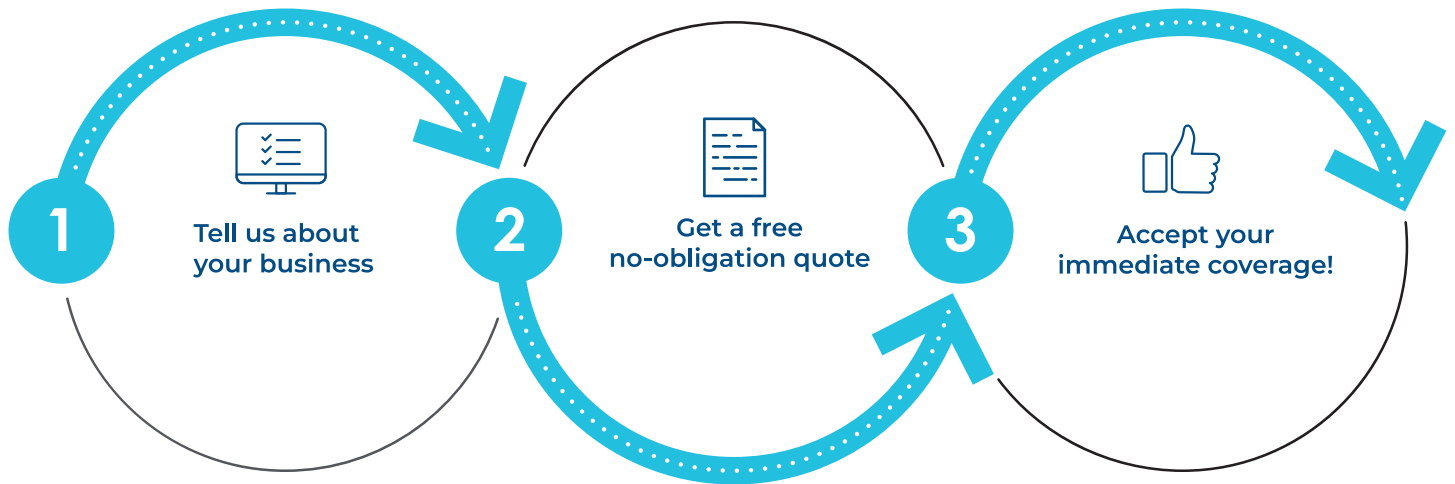 1
Tell us about
your business
2
Get a free
no-obligation quote
3
Accept your
immediate coverage!